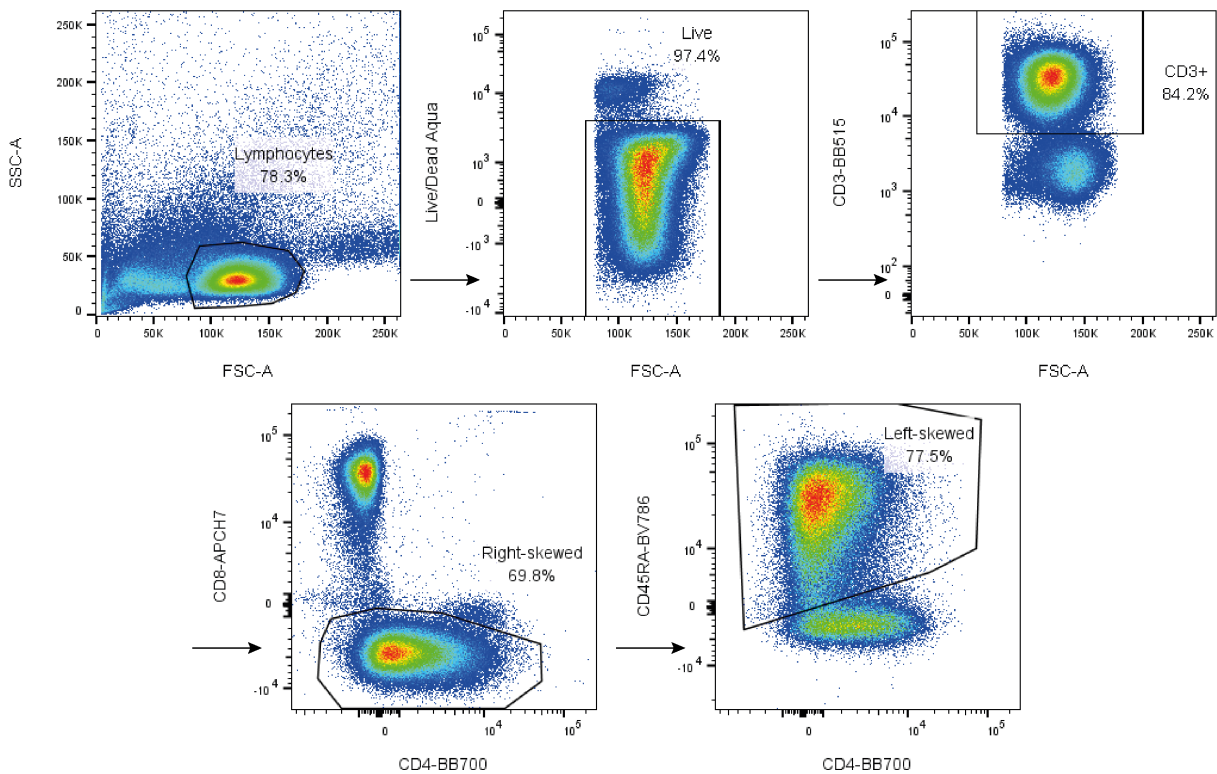 250K
200K
150K
100K
50K
0
SSC-A
Lymphocytes
78.3%
0
50K
100K
150K
200K
250K
FSC-A
10^5
10^4
10^3
0
-10^3
-10^4
Live/Dead Aqua
Live
97.4%
0
50K
100K
150K
200K
250K
FSC-A
10^5
10^4
10^3
10^2
0
CD3-BB515
CD3+
84.2%
0
50K
100K
150K
200K
250K
FSC-A
10^5
10^4
0
-10^4
CD8-APCH7
Right-skewed
69.8%
0
10^4
10^5
CD4-BB700
10^5
10^4
0
-10^4
CD45RA-BV786
Left-skewed
77.5%
0
10^4
10^5
CD4-BB700